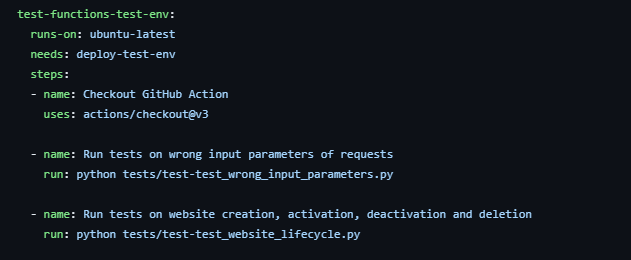 test-functions-test-env:
runs-on: ubuntu-latest
needs: deploy-test-env
steps:
- name: Checkout GitHub Action
uses: actions/checkout@v3
- name: Run tests on wrong input parameters of requests
run: python tests/test-test_wrong_input_parameters.py
- name: Run tests on website creation, activation, deactivation and deletion
run: python tests/test-test_website_lifecycle.py